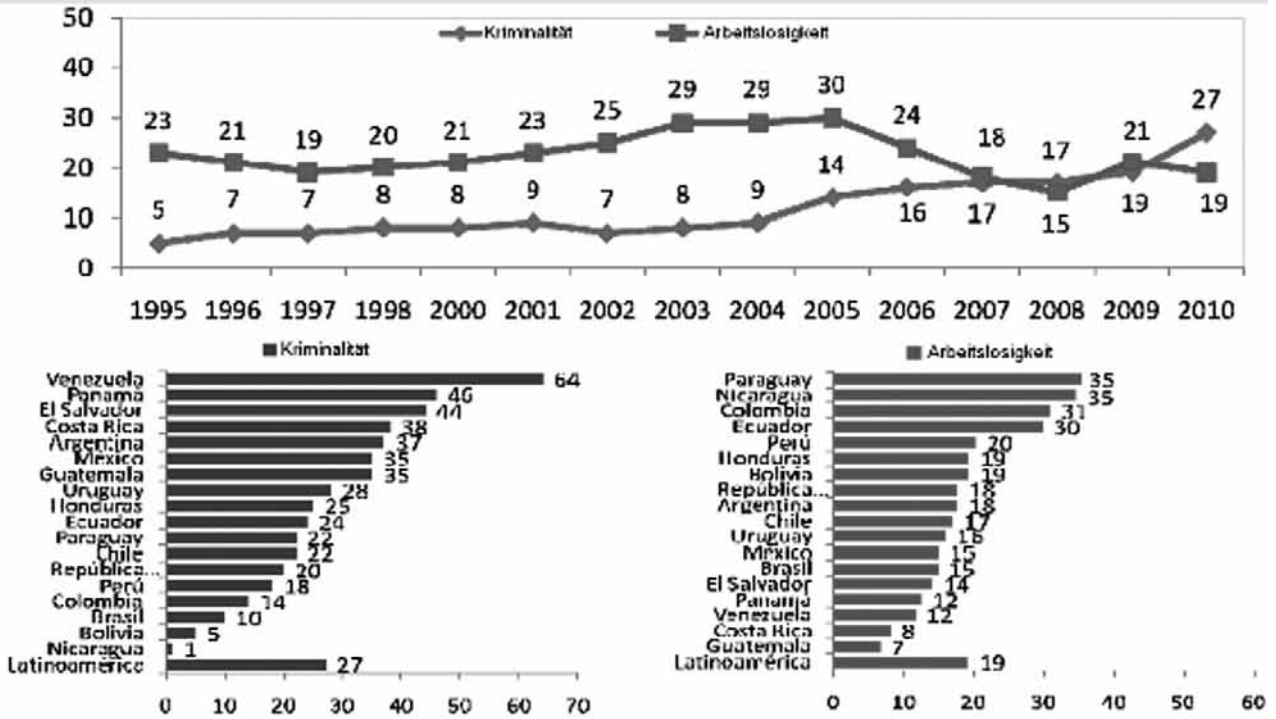 50
40
30
20
10
0
Kriminalität Arbeitslosigkeit
23 21 19 20 21 23 25 29 29 30 24 18 17 21 27
5 7 7 8 8 9 7 8 9 14 16 17 15 19 19
1995 1996 1997 1998 2000 2001 2002 2003 2004 2005 2006 2007 2008 2009 2010
Kriminalität
Venezuela 64
Panamá 46
El Salvador 44
Costa Rica 38
Argentina 37
México 35
Guatemala 35
Uruguay 28
Honduras 25
Ecuador 24
Paraguay 22
Chile 22
República... 20
Perú 18
Colombia 14
Brasil 10
Bolivia 5
Nicaragua 1
Latinoamérica 27
0 10 20 30 40 50 60 70
Arbeitslosigkeit
Paraguay 35
Nicaragua 35
Colombia 31
Ecuador 30
Perú 20
Honduras 19
Bolivia 19
República... 18
Argentina 18
Chile 17
Uruguay 16
México 15
Brasil 15
El Salvador 14
Panamá 12
Venezuela 12
Costa Rica 8
Guatemala 7
Latinoamérica 19
0 10 20 30 40 50 60